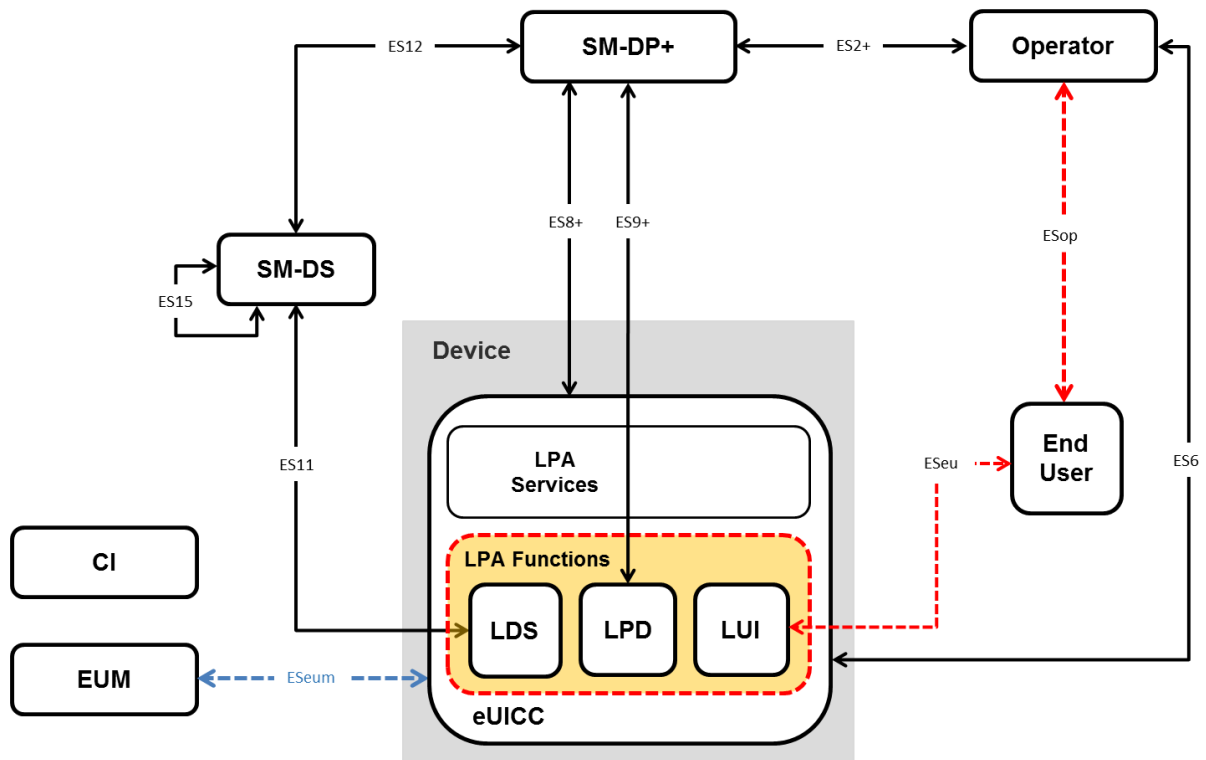 ES12
SM-DP+
ES2+
Operator
ES8+
ES9+
ESop
SM-DS
ES15
Device
ES11
LPA
Services
ESeu
End
User
ES6
CI
LPA Functions
LDS
LPD
LUI
EUM
ESeum
eUICC